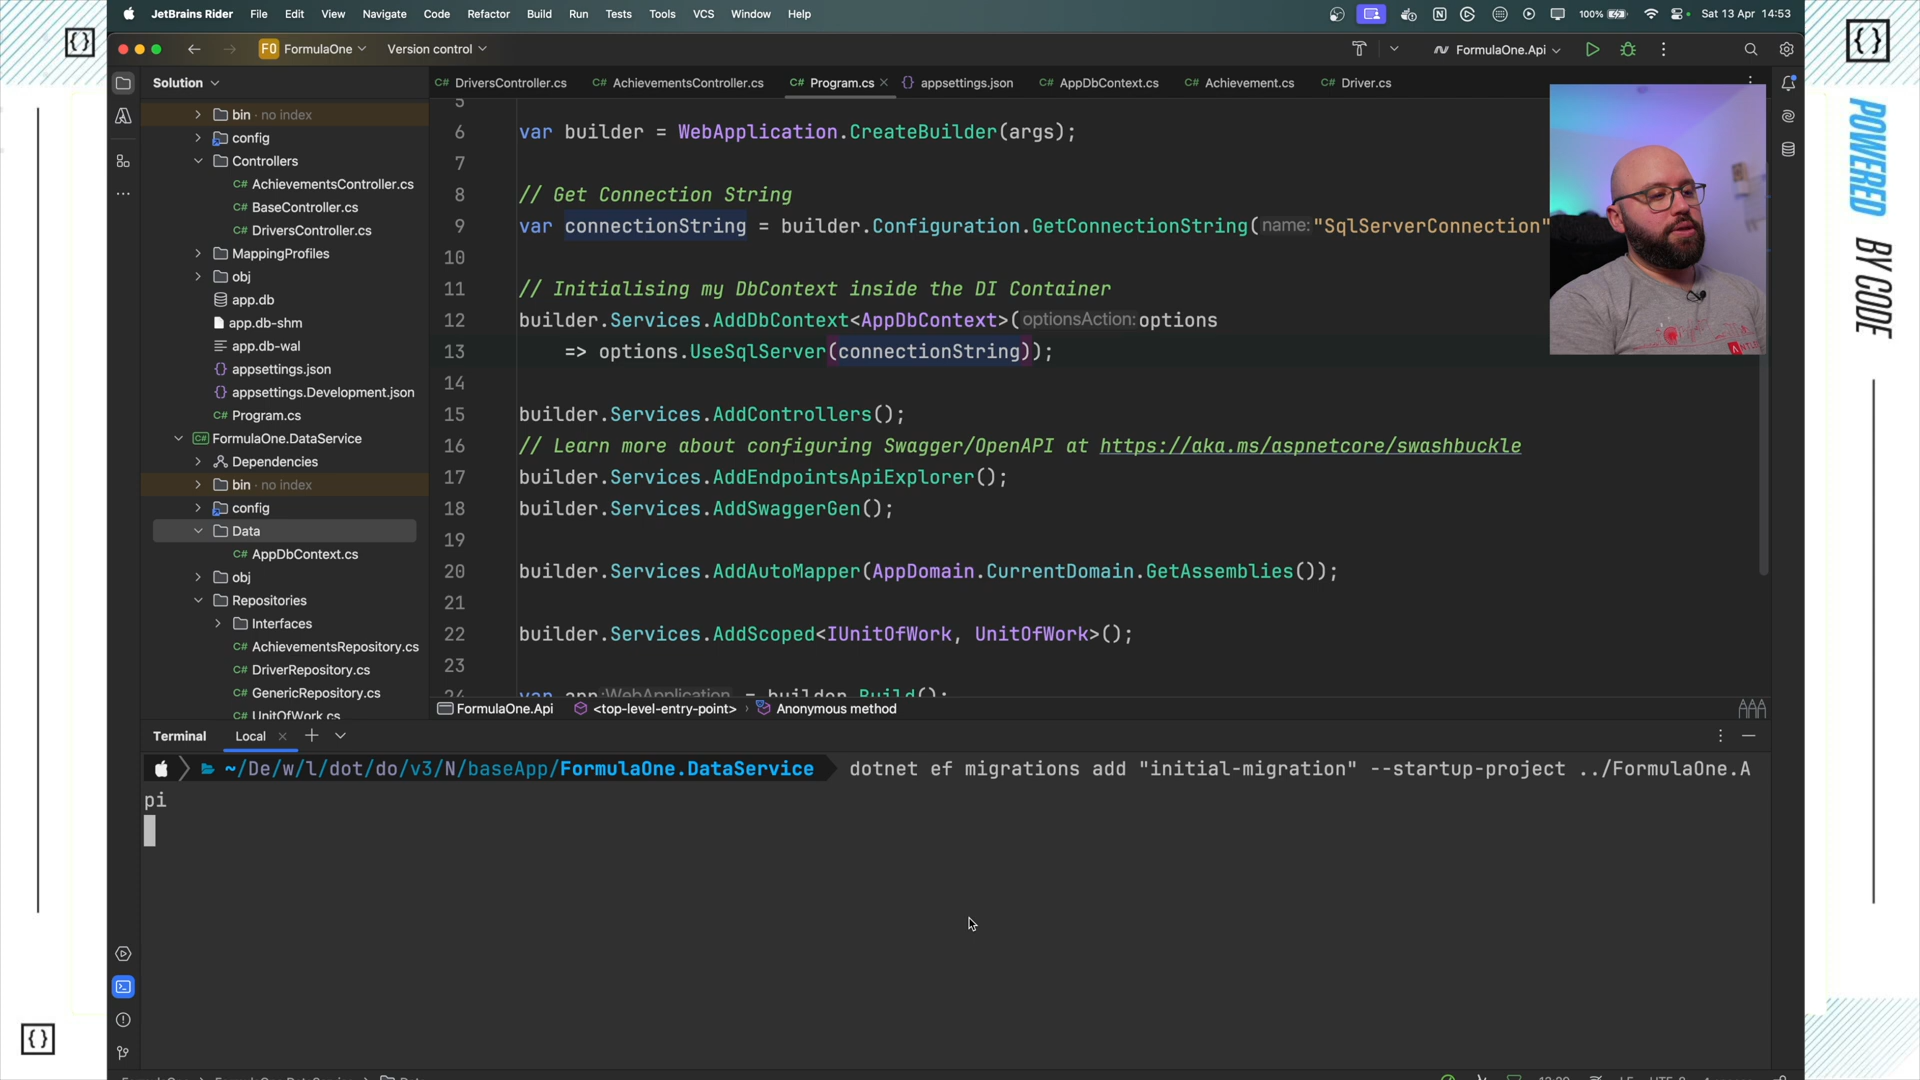 JetBrains Rider File Edit View Navigate Code Refactor Build Run Tests Tools VCS Window Help 100% Sat 13 Apr 14:53
F0 FormulaOne Version control FormulaOne.Api
Solution
DriversController.cs AchievementsController.cs Program.cs appsettings.json AppDbContext.cs Achievement.cs Driver.cs
bin · no index
config
Controllers
C# AchievementsController.cs
C# BaseController.cs
C# DriversController.cs
MappingProfiles
obj
app.db
app.db-shm
app.db-wal
appsettings.json
appsettings.Development.json
C# Program.cs
FormulaOne.DataService
Dependencies
bin · no index
config
Data
C# AppDbContext.cs
obj
Repositories
Interfaces
C# AchievementsRepository.cs
C# DriverRepository.cs
C# GenericRepository.cs
C# UnitOfWork.cs
5
6 var builder = WebApplication.CreateBuilder(args);
7
8 // Get Connection String
9 var connectionString = builder.Configuration.GetConnectionString(name:"SqlServerConnection"
10
11 // Initialising my DbContext inside the DI Container
12 builder.Services.AddDbContext<AppDbContext>(optionsAction:options
13 => options.UseSqlServer(connectionString));
14
15 builder.Services.AddControllers();
16 // Learn more about configuring Swagger/OpenAPI at https://aka.ms/aspnetcore/swashbuckle
17 builder.Services.AddEndpointsApiExplorer();
18 builder.Services.AddSwaggerGen();
19
20 builder.Services.AddAutoMapper(AppDomain.CurrentDomain.GetAssemblies());
21
22 builder.Services.AddScoped<IUnitOfWork, UnitOfWork>();
23
24 var app:WebApplication = builder.Build();
FormulaOne.Api <top-level-entry-point> › Anonymous method
Terminal Local
~/De/w/l/dot/do/v3/N/baseApp/FormulaOne.DataService dotnet ef migrations add "initial-migration" --startup-project ../FormulaOne.A
pi
POWERED BY CODE
{}
{}
{}